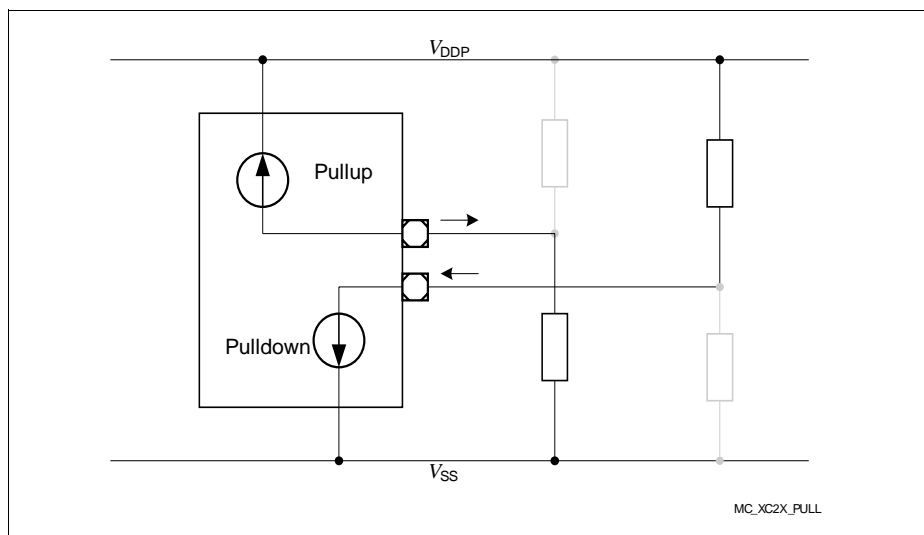 VDDP
Pullup
Pulldown
VSS
MC_XC2X_PULL